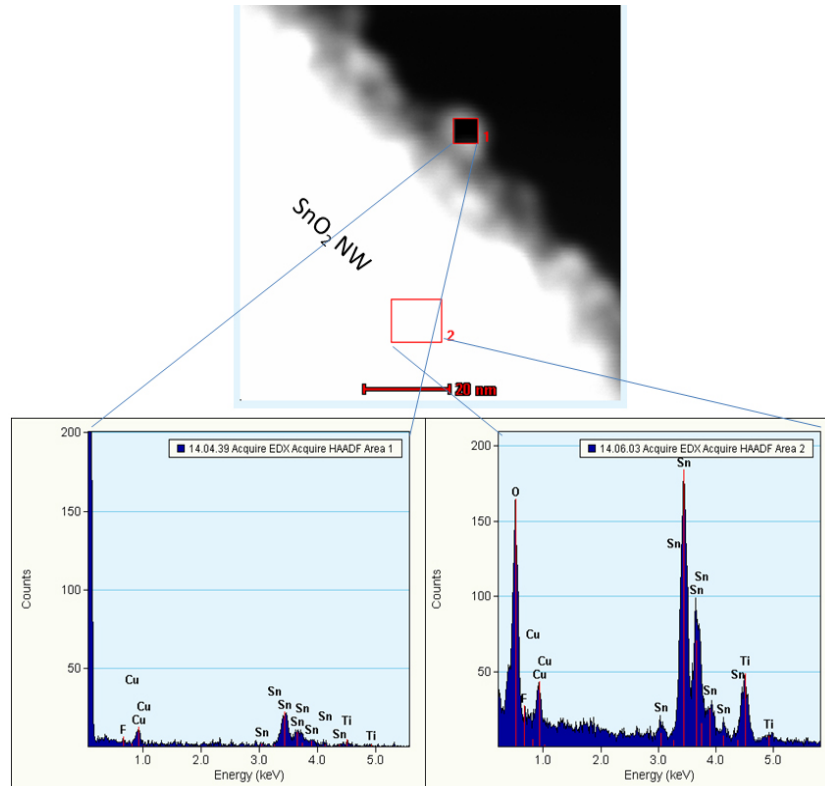 1
SnO₂ NW
2
20 nm
200
150
100
50
Counts
14.04.39 Acquire EDX Acquire HAADF Area 1
Cu
Cu
F
Cu
Sn
Sn
Sn
Sn
Sn
Sn
Sn
Sn
Ti
Ti
1.0
2.0
3.0
4.0
5.0
Energy (keV)
200
150
100
50
Counts
14.06.03 Acquire EDX Acquire HAADF Area 2
O
Cu
Cu
F
Cu
Sn
Sn
Sn
Sn
Sn
Sn
Sn
Sn
Ti
Ti
1.0
2.0
3.0
4.0
5.0
Energy (keV)